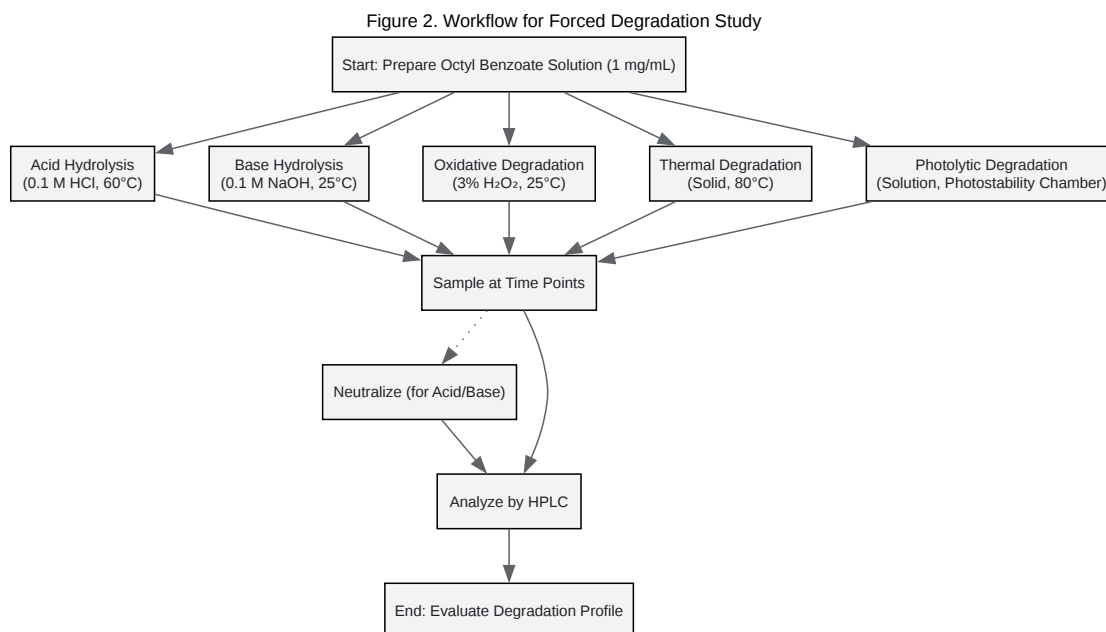 Figure 2. Workflow for Forced Degradation Study
Start: Prepare Octyl Benzoate Solution (1 mg/mL)
Acid Hydrolysis
(0.1 M HCl, 60°C)
Base Hydrolysis
(0.1 M NaOH, 25°C)
Oxidative Degradation
(3% H₂O₂, 25°C)
Thermal Degradation
(Solid, 80°C)
Photolytic Degradation
(Solution, Photostability Chamber)
Sample at Time Points
Neutralize (for Acid/Base)
Analyze by HPLC
End: Evaluate Degradation Profile